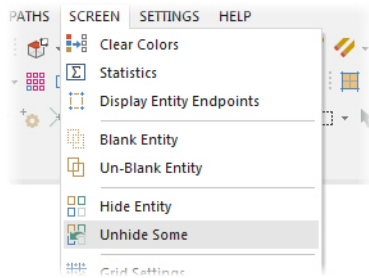 PATHS SCREEN SETTINGS HELP
Clear Colors
Σ Statistics
Display Entity Endpoints
Blank Entity
Un-Blank Entity
Hide Entity
Unhide Some
Grid Settings